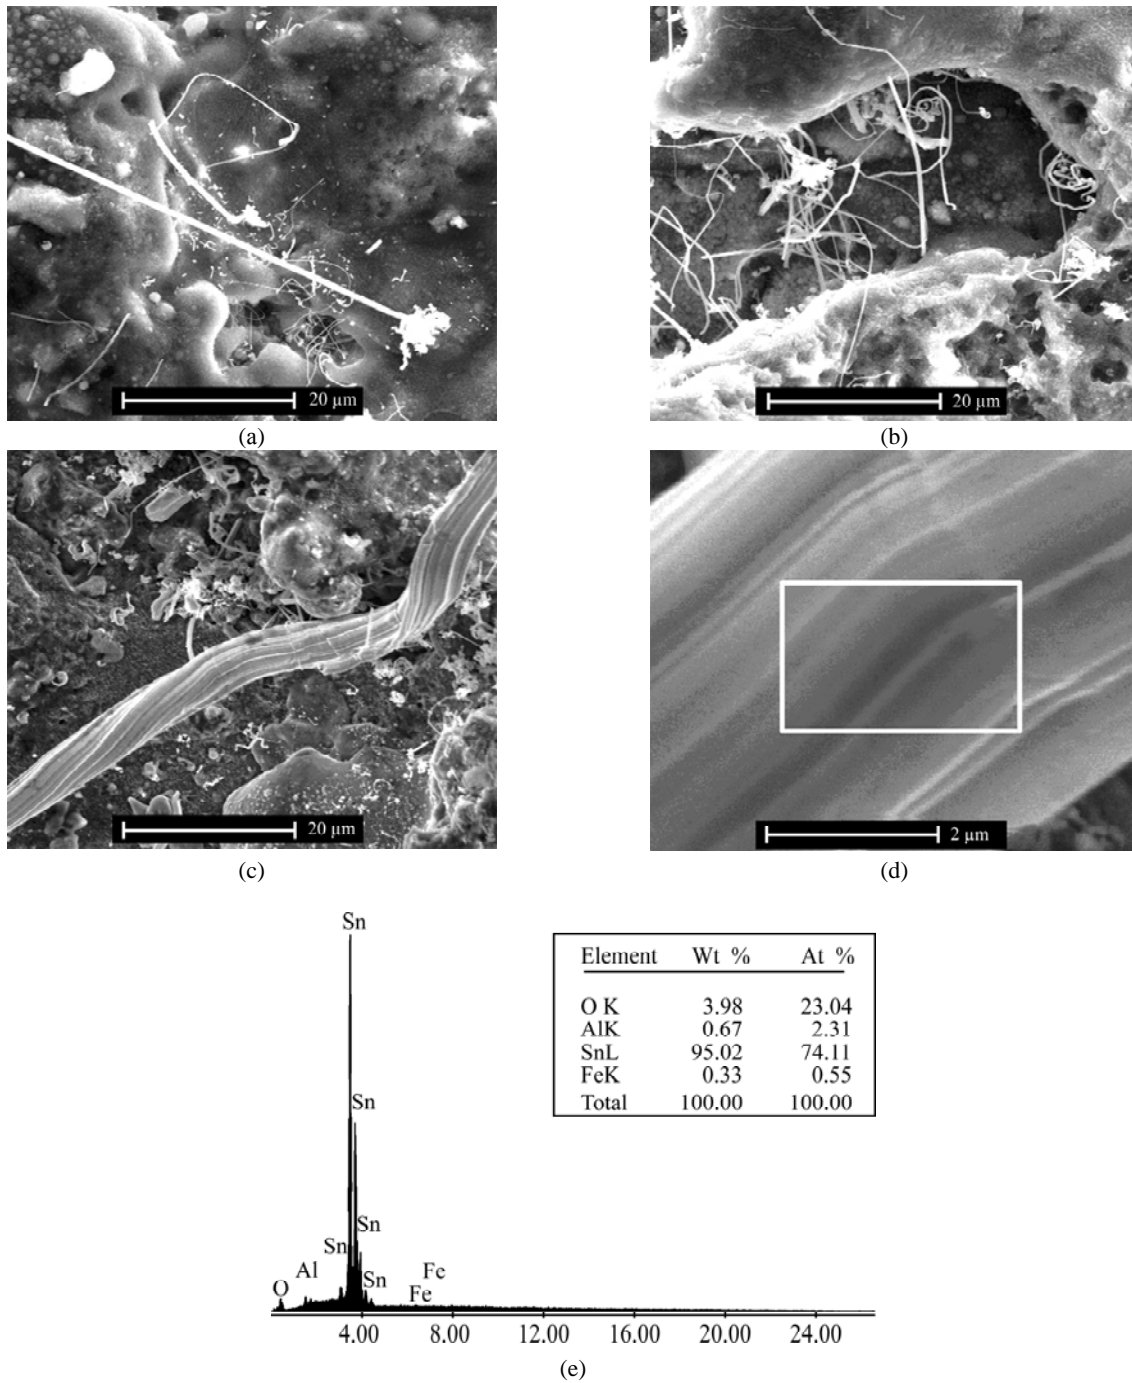 20 μm
20 μm
(a)
(b)
20 μm
2 μm
(c)
(d)
Sn
Element Wt % At %
O K 3.98 23.04
AlK 0.67 2.31
SnL 95.02 74.11
FeK 0.33 0.55
Total 100.00 100.00
Sn
Sn
Sn
Al
Fe
Sn
O
Fe
4.00 8.00 12.00 16.00 20.00 24.00
(e)